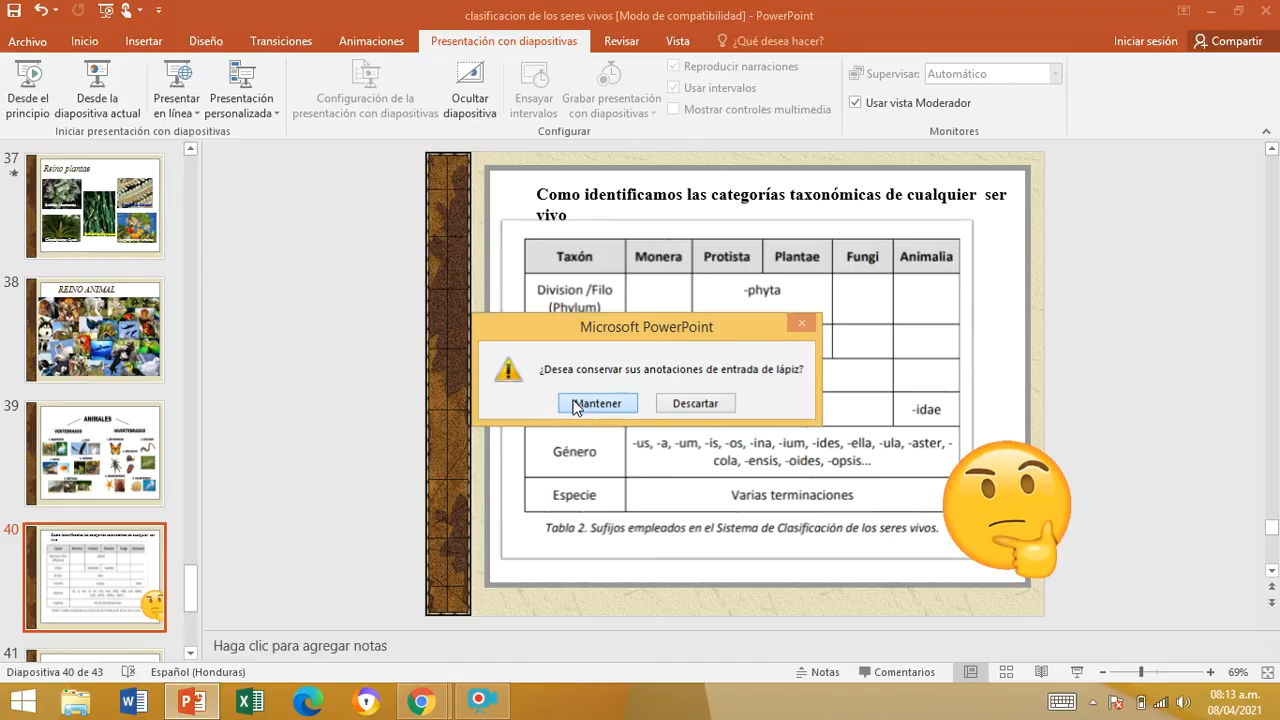 clasificacion de los seres vivos [Modo de compatibilidad] - PowerPoint
Archivo Inicio Insertar Diseño Transiciones Animaciones Presentación con diapositivas Revisar Vista ¿Qué desea hacer? Iniciar sesión Compartir
Desde el principio
Desde la diapositiva actual
Presentar en línea
Presentación personalizada
Iniciar presentación con diapositivas
Configuración de la presentación con diapositivas
Ocultar diapositiva
Ensayar intervalos
Grabar presentación con diapositivas
Reproducir narraciones
Usar intervalos
Mostrar controles multimedia
Configurar
Supervisar: Automático
Usar vista Moderador
Monitores
37
Reino plantae
38
REINO ANIMAL
39
ANIMALES
VERTEBRADOS INVERTEBRADOS
40
41
Como identificamos las categorías taxonómicas de cualquier ser
vivo
Taxón Monera Protista Plantae Fungi Animalia
Division /Filo -phyta
(Phylum)
-idae
Género -us, -a, -um, -is, -os, -ina, -ium, -ides, -ella, -ula, -aster, -
cola, -ensis, -oides, -opsis...
Especie Varias terminaciones
Tabla 2. Sufijos empleados en el Sistema de Clasificación de los seres vivos.
Microsoft PowerPoint
¿Desea conservar sus anotaciones de entrada de lápiz?
Mantener Descartar
Haga clic para agregar notas
Diapositiva 40 de 43 Español (Honduras) Notas Comentarios 69%
08:13 a.m.
08/04/2021